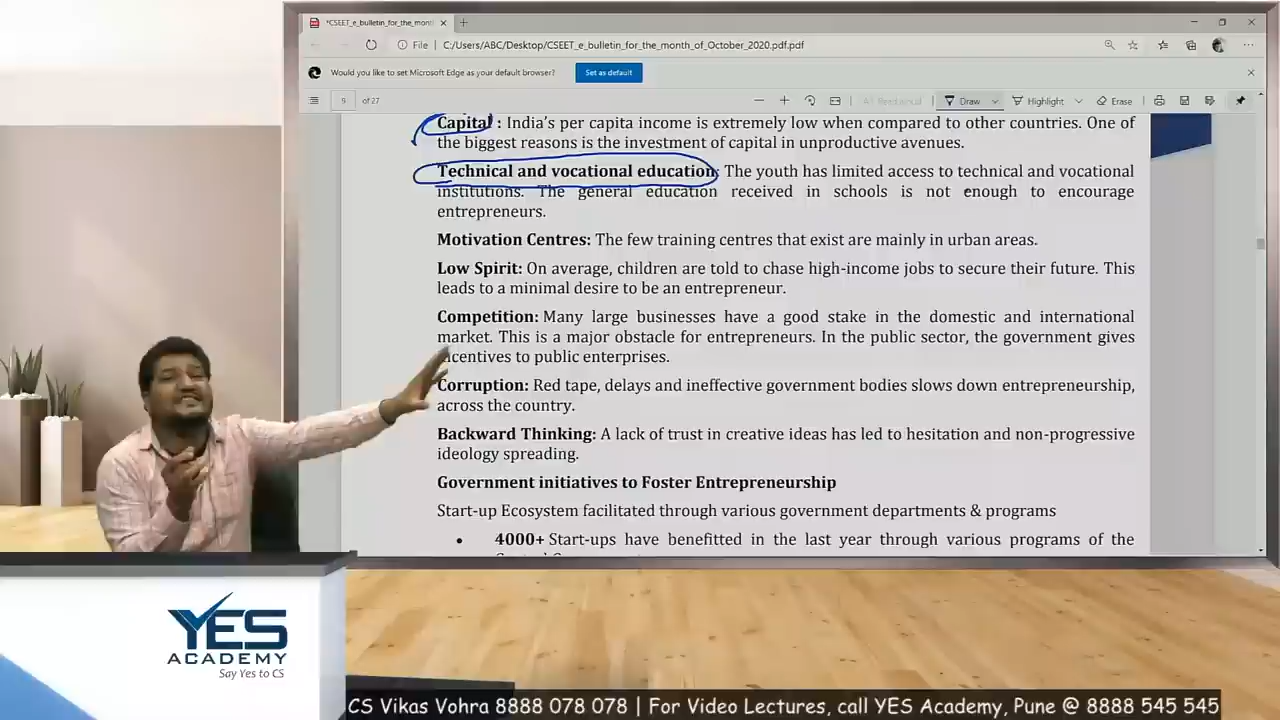 *CSEET_e_bulletin_for_the_mont
File C:/Users/ABC/Desktop/CSEET_e_bulletin_for_the_month_of_October_2020.pdf.pdf
Would you like to set Microsoft Edge as your default browser? Set as default
9 of 27 Read aloud Draw Highlight Erase
Capital : India's per capita income is extremely low when compared to other countries. One of
the biggest reasons is the investment of capital in unproductive avenues.
Technical and vocational education: The youth has limited access to technical and vocational
institutions. The general education received in schools is not enough to encourage
entrepreneurs.
Motivation Centres: The few training centres that exist are mainly in urban areas.
Low Spirit: On average, children are told to chase high-income jobs to secure their future. This
leads to a minimal desire to be an entrepreneur.
Competition: Many large businesses have a good stake in the domestic and international
market. This is a major obstacle for entrepreneurs. In the public sector, the government gives
incentives to public enterprises.
Corruption: Red tape, delays and ineffective government bodies slows down entrepreneurship,
across the country.
Backward Thinking: A lack of trust in creative ideas has led to hesitation and non-progressive
ideology spreading.
Government initiatives to Foster Entrepreneurship
Start-up Ecosystem facilitated through various government departments & programs
• 4000+ Start-ups have benefitted in the last year through various programs of the
YES
ACADEMY
Say Yes to CS
CS Vikas Vohra 8888 078 078 | For Video Lectures, call YES Academy, Pune @ 8888 545 545